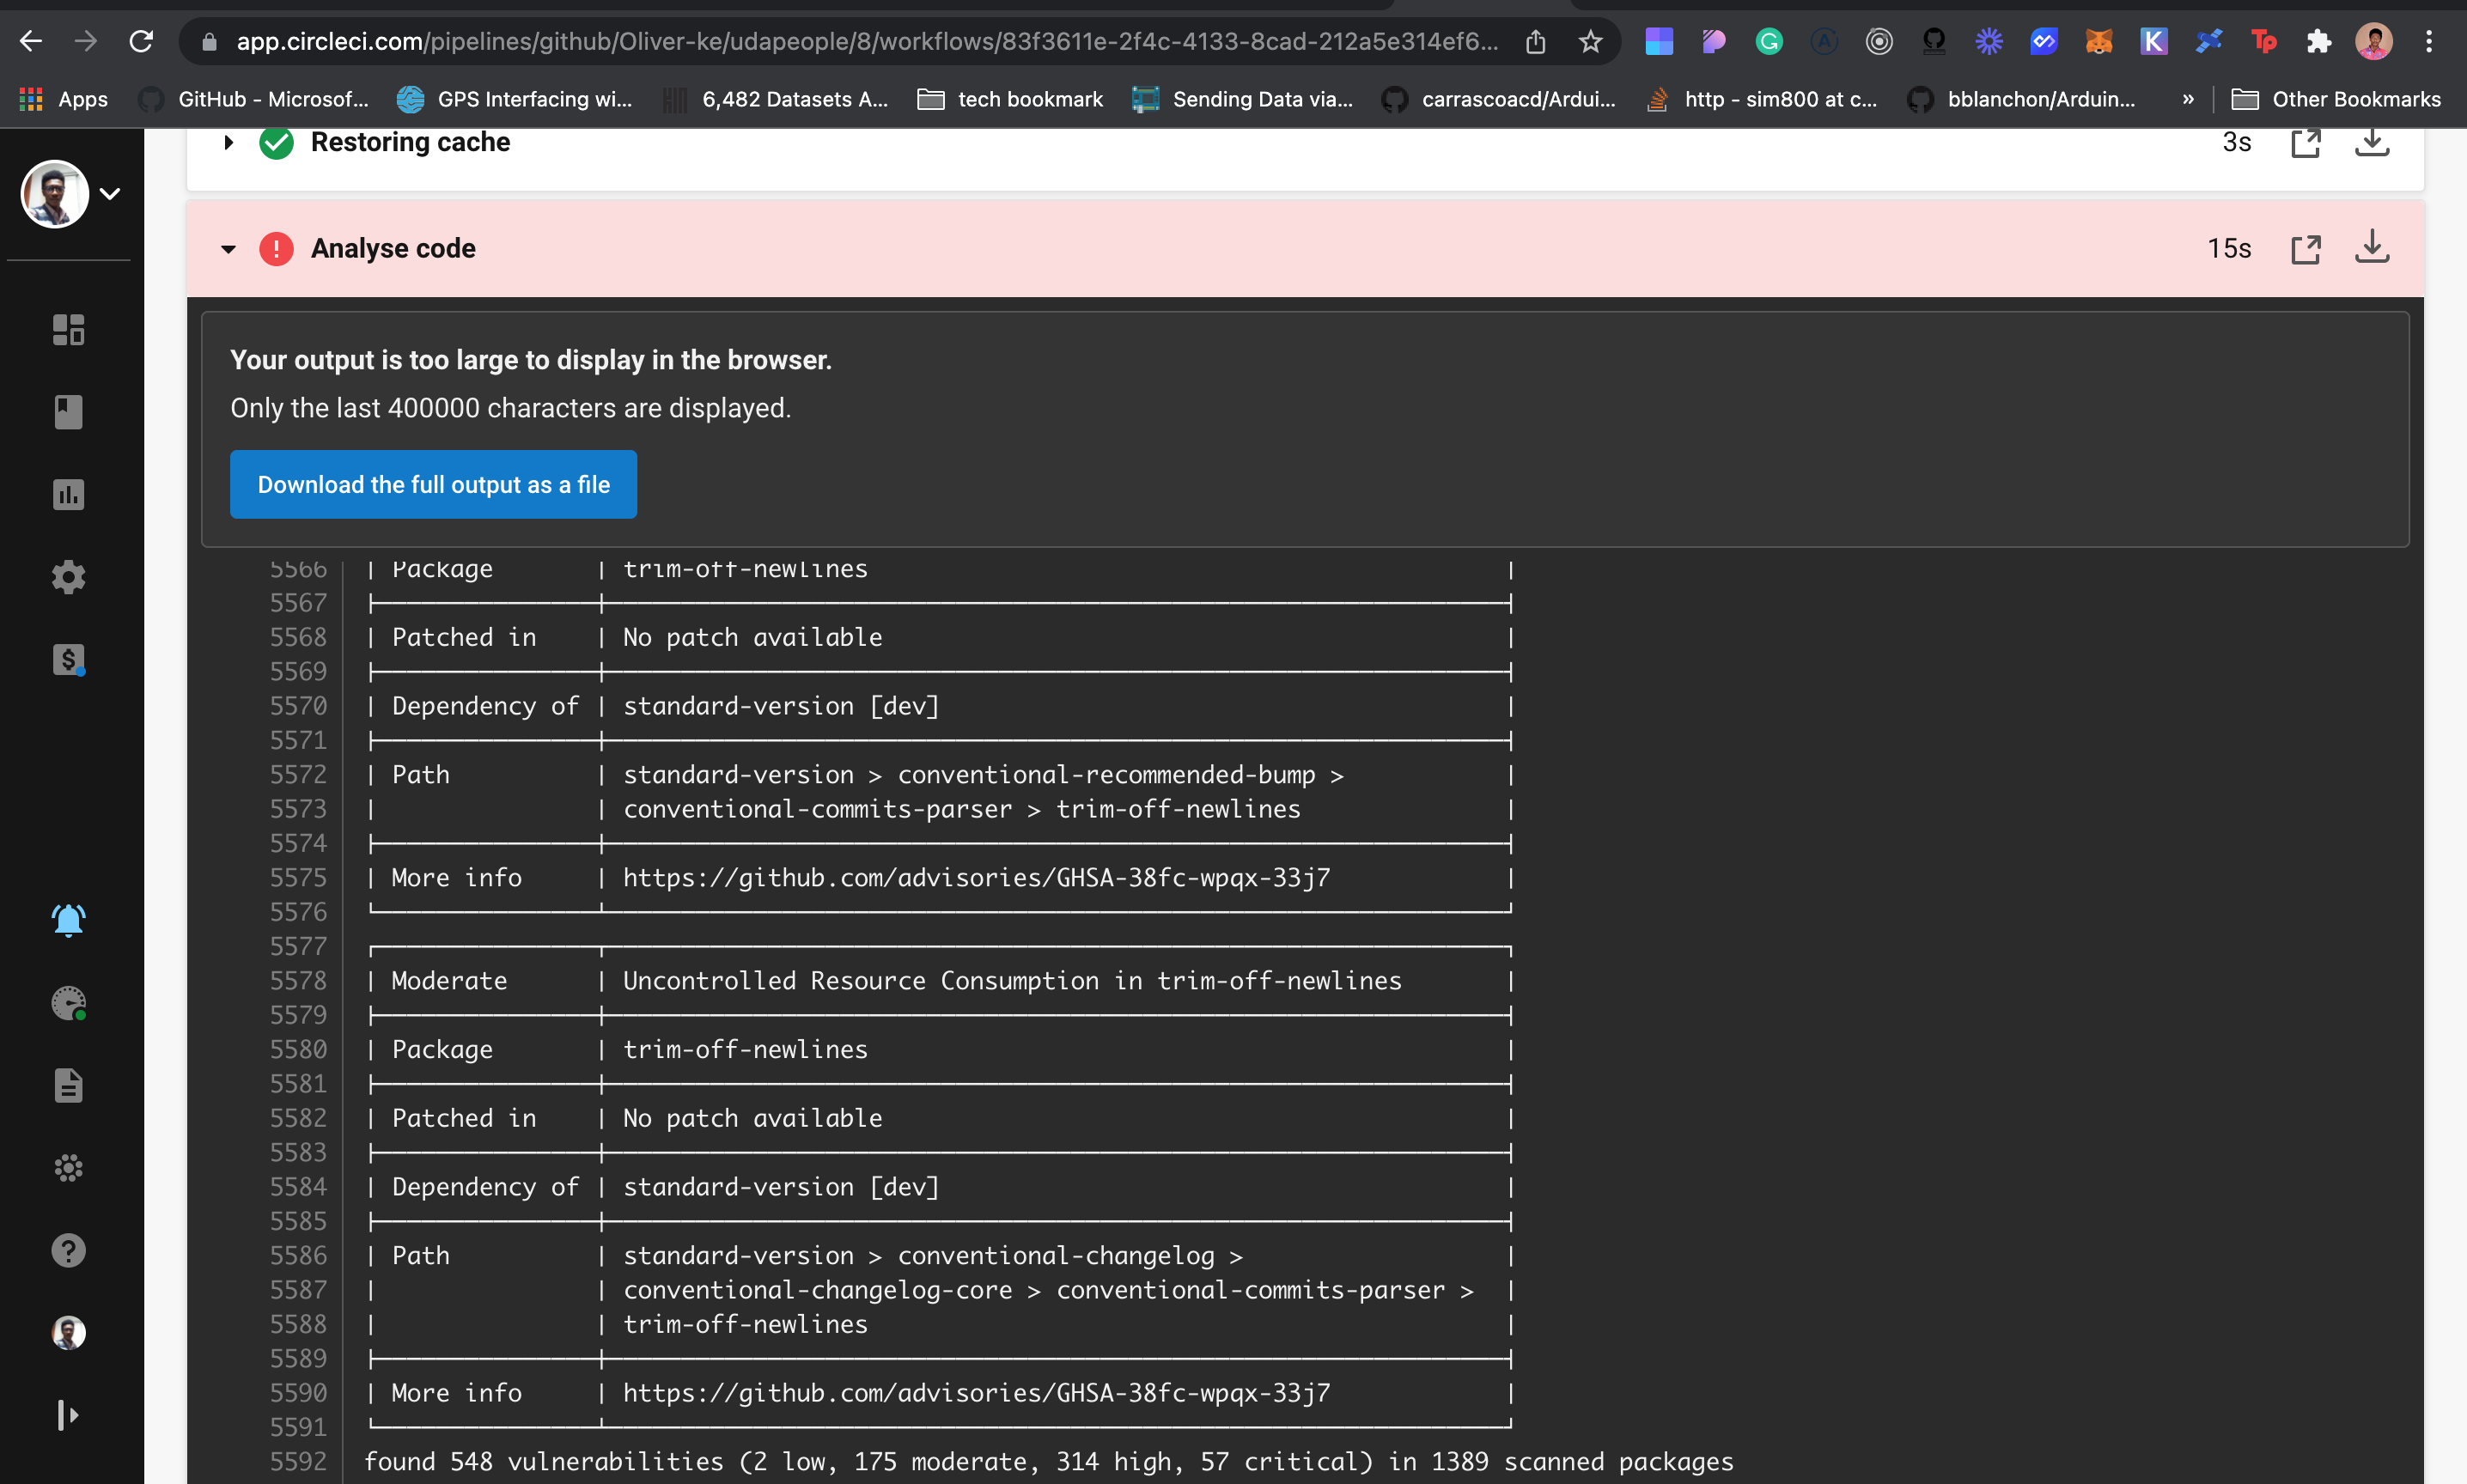 app.circleci.com/pipelines/github/Oliver-ke/udapeople/8/workflows/83f3611e-2f4c-4133-8cad-212a5e314ef6...
Apps GitHub - Microsof... GPS Interfacing wi... 6,482 Datasets A... tech bookmark Sending Data via... carrascoacd/Ardui... http - sim800 at c... bblanchon/Arduin... » Other Bookmarks
Restoring cache 3s
Analyse code 15s
Your output is too large to display in the browser.
Only the last 400000 characters are displayed.
Download the full output as a file
5566 | Package | trim-off-newlines |
5567
5568 | Patched in | No patch available |
5569
5570 | Dependency of | standard-version [dev] |
5571
5572 | Path | standard-version > conventional-recommended-bump > |
5573 | | conventional-commits-parser > trim-off-newlines |
5574
5575 | More info | https://github.com/advisories/GHSA-38fc-wpqx-33j7 |
5576
5577
5578 | Moderate | Uncontrolled Resource Consumption in trim-off-newlines |
5579
5580 | Package | trim-off-newlines |
5581
5582 | Patched in | No patch available |
5583
5584 | Dependency of | standard-version [dev] |
5585
5586 | Path | standard-version > conventional-changelog > |
5587 | | conventional-changelog-core > conventional-commits-parser > |
5588 | | trim-off-newlines |
5589
5590 | More info | https://github.com/advisories/GHSA-38fc-wpqx-33j7 |
5591
5592 found 548 vulnerabilities (2 low, 175 moderate, 314 high, 57 critical) in 1389 scanned packages